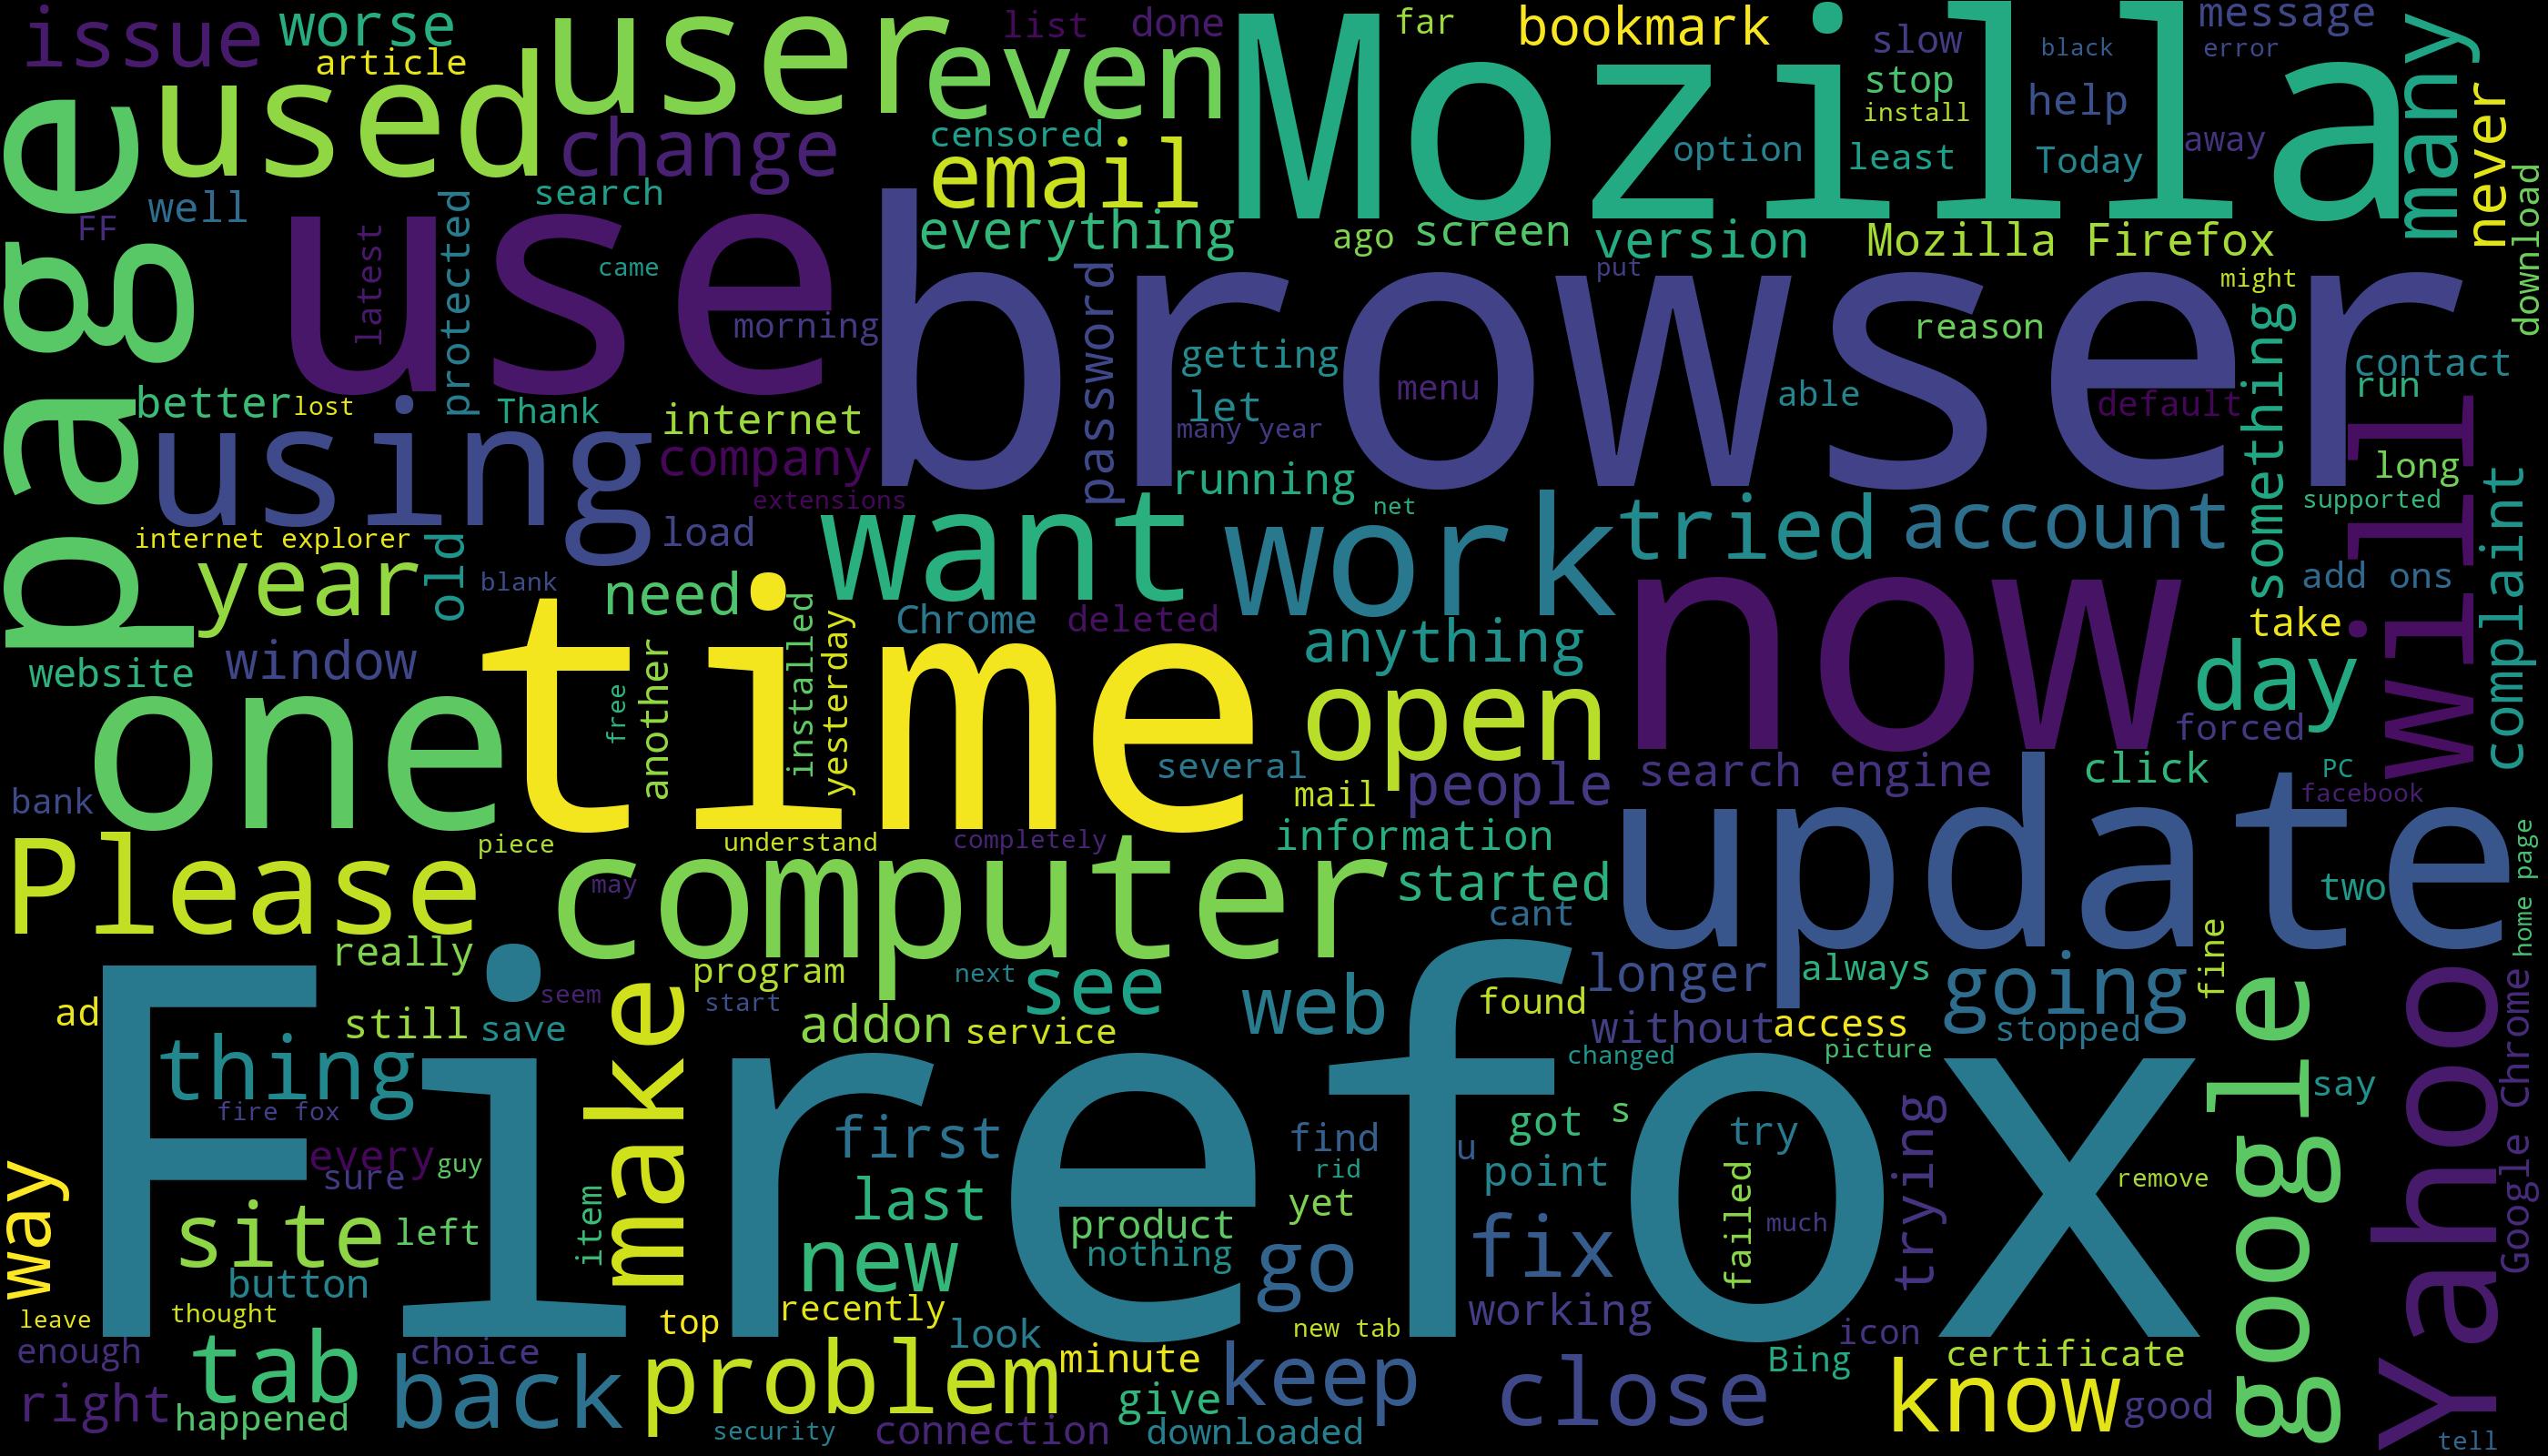 issue
worse
article
list
done
far
bookmark
slow
black
message
error
many
page
used
user
even
Mozilla
stop
install
help
away
never
change
censored
email
option
least
Today
download
FF
well
search
everything
ago
screen
version
Mozilla Firefox
use
latest
protected
came
morning
browser
password
put
might
reason
something
contact
getting
menu
able
default
run
will
better
lost
Thank
internet
let
many year
using
company
running
long
extensions
net
supported
complaint
internet explorer
old
load
want
work
tried
account
year
blank
need
time
now
add ons
Chrome
deleted
take
website
window
another
installed
yesterday
anything
day
one
free
open
forced
several
people
search engine
click
PC
bank
mail
facebook
update
Please
piece
understand
completely
information
computer
may
started
two
home page
cant
really
Firefox
program
next
see
web
longer
always
going
fine
google
Yahoo
Google Chrome
ad
seem
make
start
found
still
save
addon
service
without
access
stopped
thing
changed
picture
say
fire fox
first
find
got
s
try
trying
every
guy
sure
rid
u
point
failed
remove
way
item
last
yet
site
left
product
much
new
nothing
go
fix
button
leave
thought
top
recently
working
enough
tab
choice
look
new tab
icon
back
problem
minute
keep
close
Bing
certificate
right
know
good
happened
give
security
connection
downloaded
tell